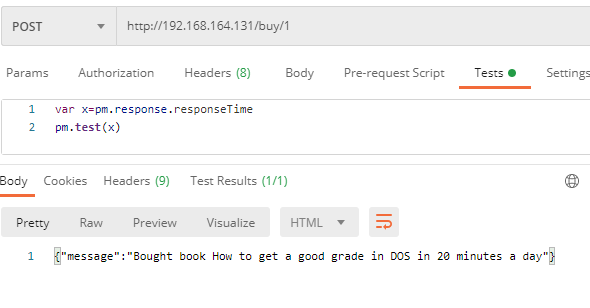 POST http://192.168.164.131/buy/1
Params Authorization Headers (8) Body Pre-request Script Tests Settings
1 var x=pm.response.responseTime
2 pm.test(x)
Body Cookies Headers (9) Test Results (1/1)
Pretty Raw Preview Visualize HTML
1 {"message":"Bought book How to get a good grade in DOS in 20 minutes a day"}